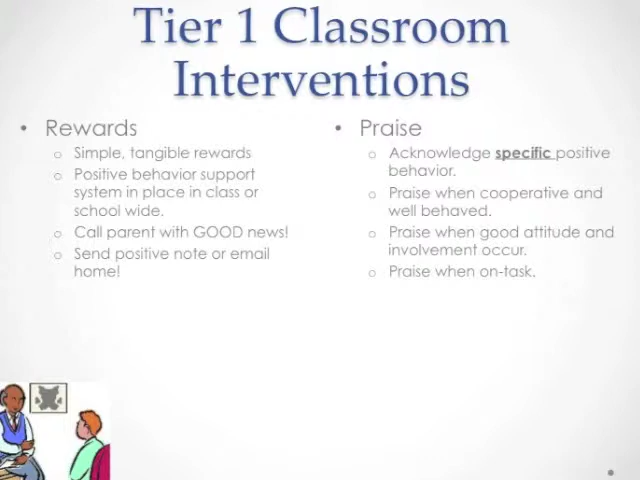 Tier 1 Classroom
Interventions
• Rewards
o Simple, tangible rewards
o Positive behavior support
system in place in class or
school wide.
o Call parent with GOOD news!
o Send positive note or email
home!
• Praise
o Acknowledge specific positive
behavior.
o Praise when cooperative and
well behaved.
o Praise when good attitude and
involvement occur.
o Praise when on-task.